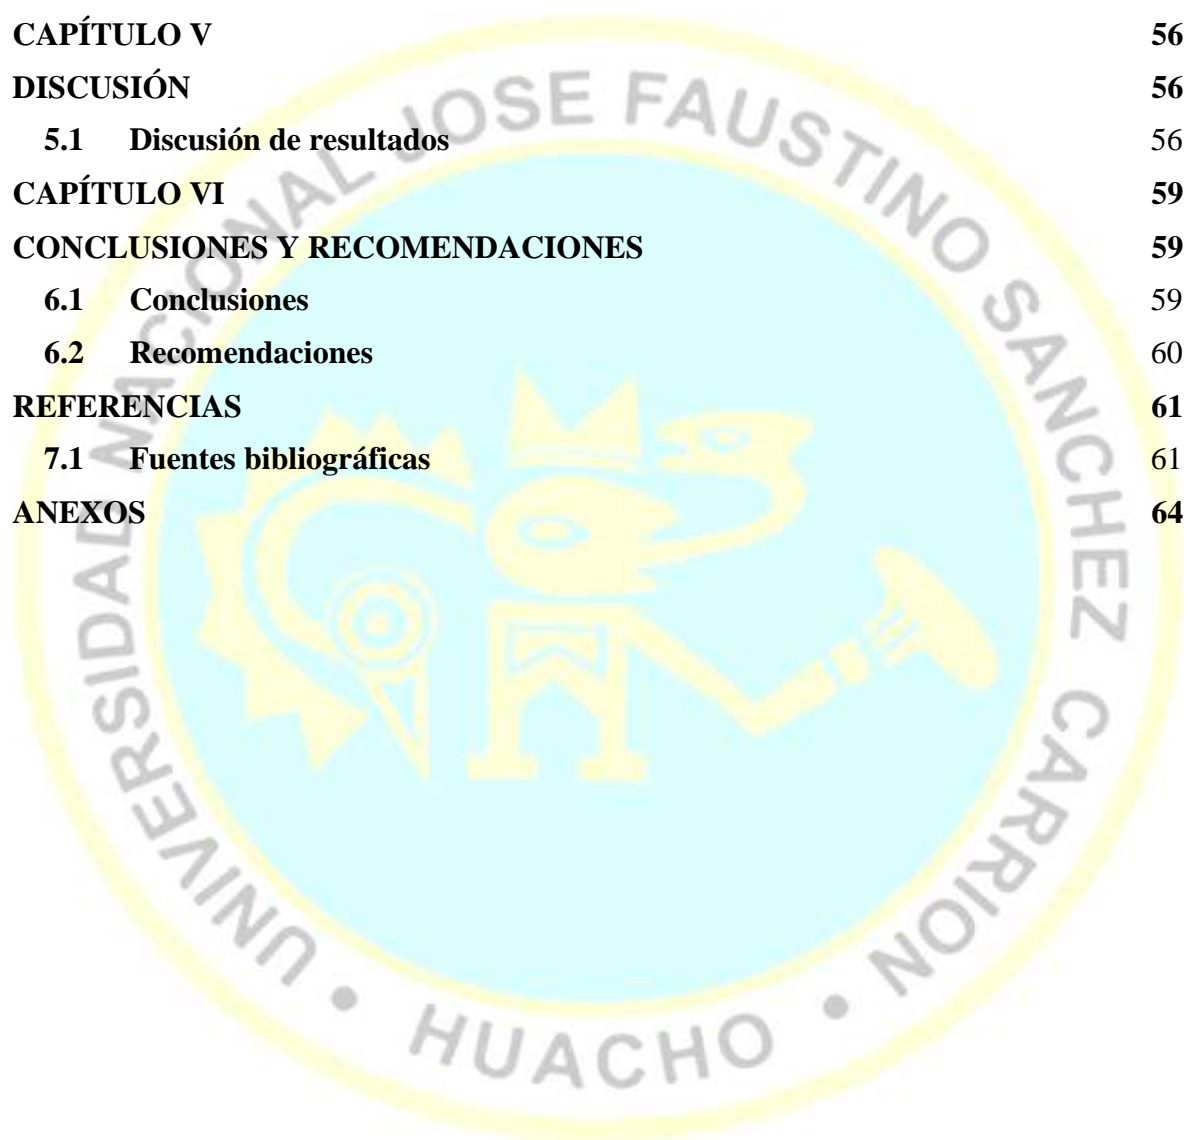 CAPÍTULO V 56
DISCUSIÓN 56
5.1 Discusión de resultados 56
CAPÍTULO VI 59
CONCLUSIONES Y RECOMENDACIONES 59
6.1 Conclusiones 59
6.2 Recomendaciones 60
REFERENCIAS 61
7.1 Fuentes bibliográficas 61
ANEXOS 64
UNIVERSIDAD NACIONAL JOSE FAUSTINO SANCHEZ CARRION • HUACHO •